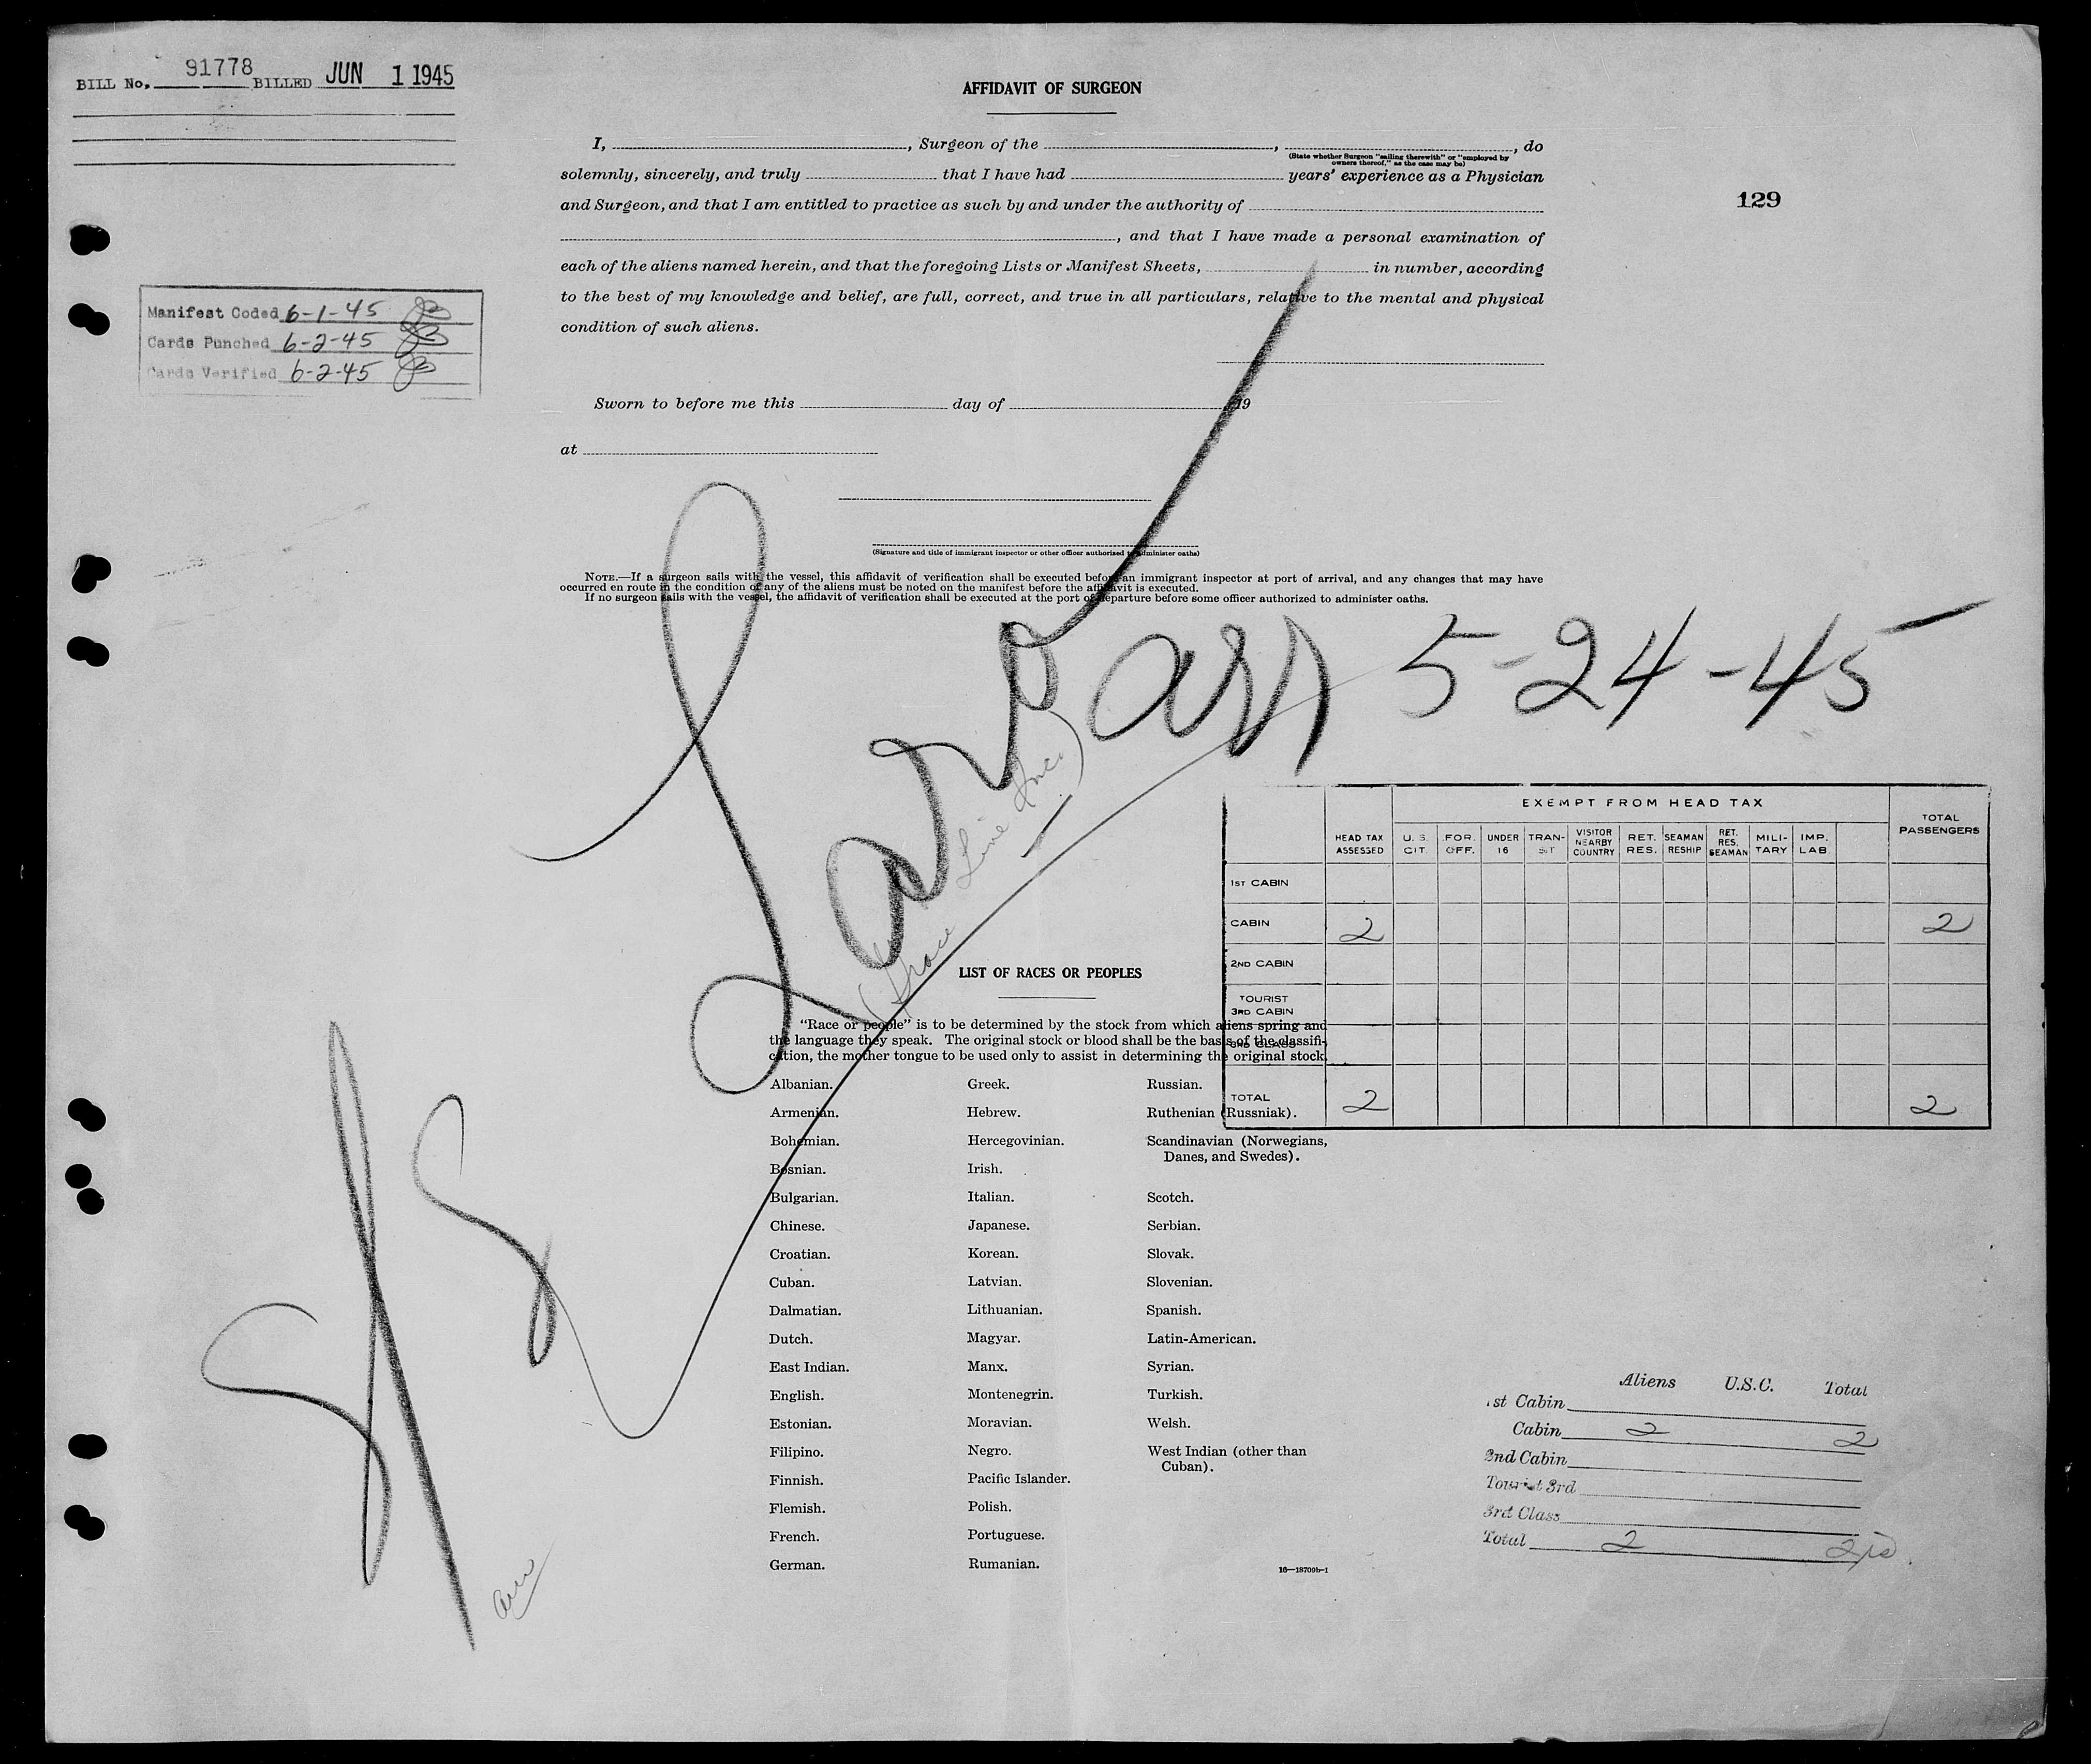 BILL No. 91778 BILLED JUN 1 1945
AFFIDAVIT OF SURGEON
I, , Surgeon of the , , do
(State whether Surgeon "sailing therewith" or "employed by
owners thereof," as the case may be)
solemnly, sincerely, and truly that I have had years' experience as a Physician
and Surgeon, and that I am entitled to practice as such by and under the authority of
, and that I have made a personal examination of
each of the aliens named herein, and that the foregoing Lists or Manifest Sheets, in number, according
to the best of my knowledge and belief, are full, correct, and true in all particulars, relative to the mental and physical
condition of such aliens.
129
Manifest Coded 6-1-45
Cards Punched 6-2-45
Cards Verified 6-2-45
Sworn to before me this day of 19
at
(Signature and title of immigrant inspector or other officer authorized to administer oaths)
NOTE.—If a surgeon sails with the vessel, this affidavit of verification shall be executed before an immigrant inspector at port of arrival, and any changes that may have
occurred en route in the condition of any of the aliens must be noted on the manifest before the affidavit is executed.
If no surgeon sails with the vessel, the affidavit of verification shall be executed at the port of departure before some officer authorized to administer oaths.
S/S Lavo arr 5-24-45
(Grace Line Inc.)
EXEMPT FROM HEAD TAX
HEAD TAX ASSESSED U.S. CIT. FOR. OFF. UNDER 16 TRAN-SIT VISITOR NEARBY COUNTRY RET. RES. SEAMAN RESHIP RET. RES. SEAMAN MILI-TARY IMP. LAB. TOTAL PASSENGERS
1ST CABIN
CABIN 2 2
2ND CABIN
TOURIST 3RD CABIN
3RD CLASS
TOTAL 2 2
LIST OF RACES OR PEOPLES
"Race or people" is to be determined by the stock from which aliens spring and
the language they speak. The original stock or blood shall be the basis of the classifi-
cation, the mother tongue to be used only to assist in determining the original stock.
Albanian.
Armenian.
Bohemian.
Bosnian.
Bulgarian.
Chinese.
Croatian.
Cuban.
Dalmatian.
Dutch.
East Indian.
English.
Estonian.
Filipino.
Finnish.
Flemish.
French.
German.
Greek.
Hebrew.
Hercegovinian.
Irish.
Italian.
Japanese.
Korean.
Latvian.
Lithuanian.
Magyar.
Manx.
Montenegrin.
Moravian.
Negro.
Pacific Islander.
Polish.
Portuguese.
Rumanian.
Russian.
Ruthenian (Russniak).
Scandinavian (Norwegians,
Danes, and Swedes).
Scotch.
Serbian.
Slovak.
Slovenian.
Spanish.
Latin-American.
Syrian.
Turkish.
Welsh.
West Indian (other than
Cuban).
16—18709b-1
Aliens U.S.C. Total
1st Cabin
Cabin 2 2
2nd Cabin
Tourist 3rd
3rd Class
Total 2 2